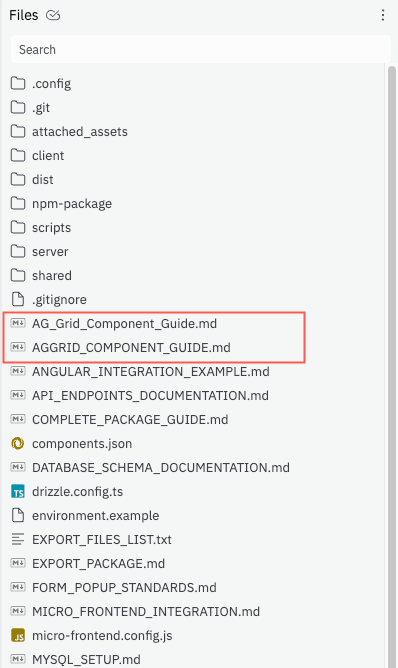 Files
Search
.config
.git
attached_assets
client
dist
npm-package
scripts
server
shared
.gitignore
AG_Grid_Component_Guide.md
AGGRID_COMPONENT_GUIDE.md
ANGULAR_INTEGRATION_EXAMPLE.md
API_ENDPOINTS_DOCUMENTATION.md
COMPLETE_PACKAGE_GUIDE.md
components.json
DATABASE_SCHEMA_DOCUMENTATION.md
TS drizzle.config.ts
environment.example
EXPORT_FILES_LIST.txt
EXPORT_PACKAGE.md
FORM_POPUP_STANDARDS.md
MICRO_FRONTEND_INTEGRATION.md
JS micro-frontend.config.js
MYSQL_SETUP.md